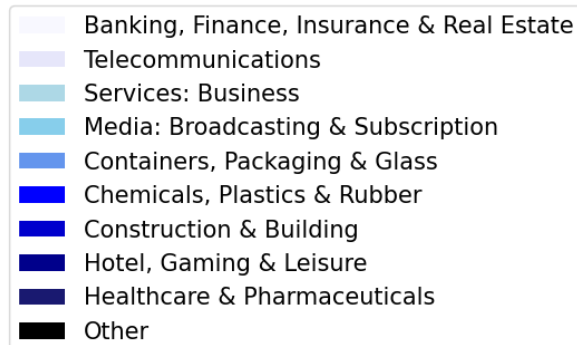 Banking, Finance, Insurance & Real Estate
Telecommunications
Services: Business
Media: Broadcasting & Subscription
Containers, Packaging & Glass
Chemicals, Plastics & Rubber
Construction & Building
Hotel, Gaming & Leisure
Healthcare & Pharmaceuticals
Other